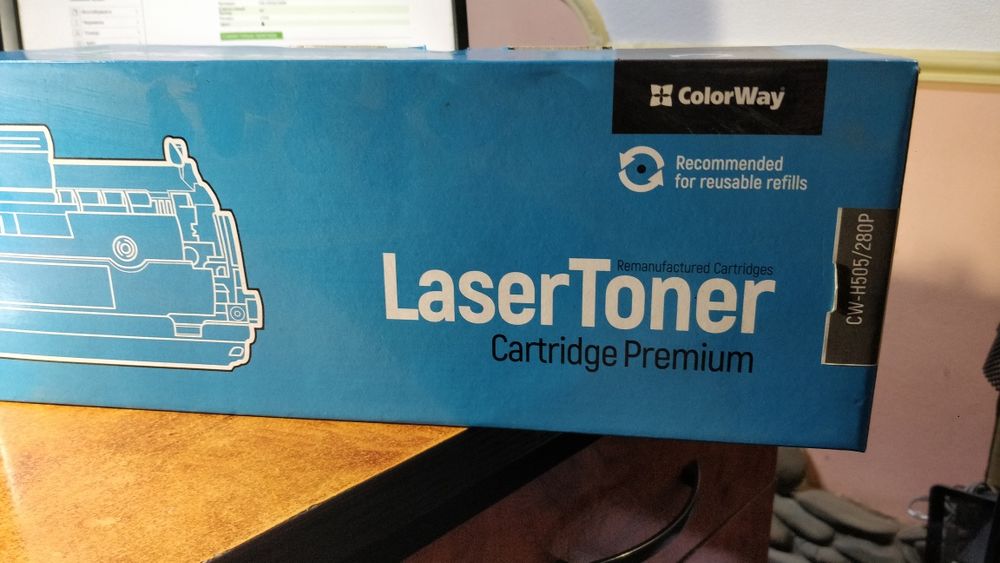 ColorWay
Recommended
for reusable refills
Remanufactured Cartridges
LaserToner
Cartridge Premium
CW-H505/280P